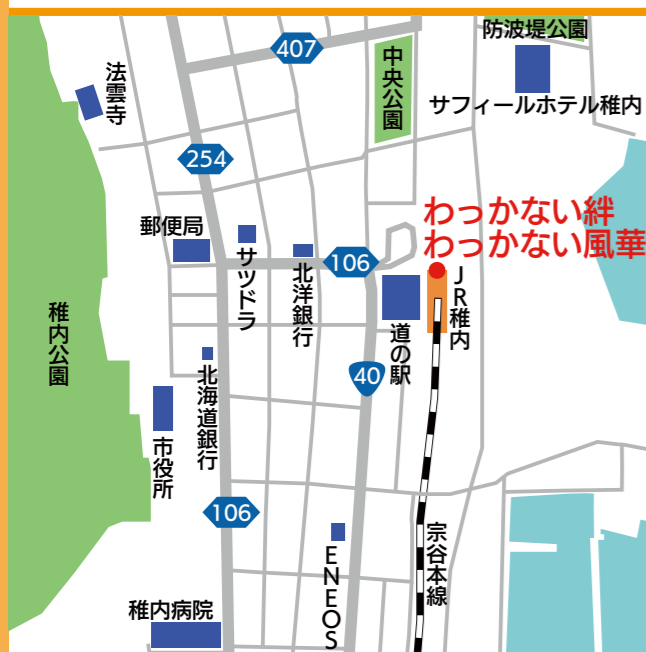 防波堤公園
407
中央公園
法雲寺
サフィールホテル稚内
254
わっかない絆
わっかない風華
郵便局
サツドラ
北洋銀行
106
JR稚内
道の駅
稚内公園
40
北海道銀行
市役所
106
ENEOS
宗谷本線
稚内病院